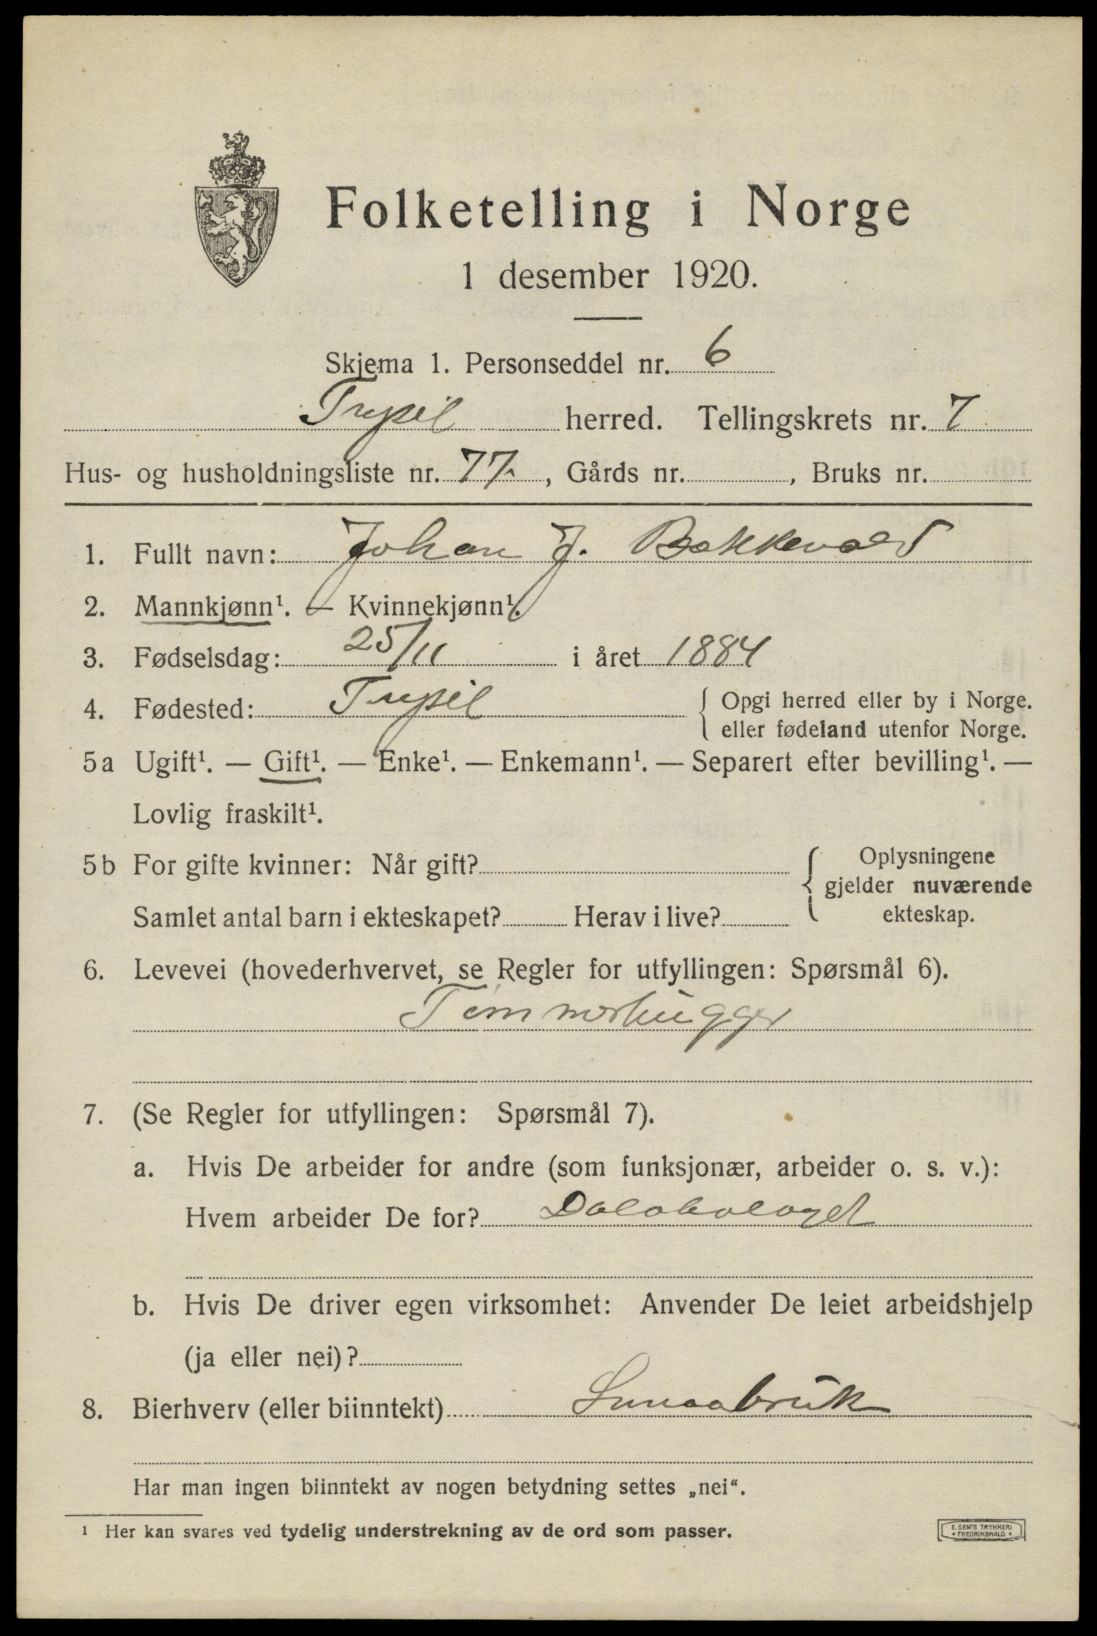 Folketelling i Norge
1 desember 1920.
Skjema 1. Personseddel nr. 6
Trysil herred. Tellingskrets nr. 7
Hus- og husholdningsliste nr. 77, Gårds nr. , Bruks nr.
1. Fullt navn: Johan J. Bakkevold
2. Mannkjønn¹. — Kvinnekjønn¹.
3. Fødselsdag: 25/11 i året 1884
4. Fødested: Trysil { Opgi herred eller by i Norge.
eller fødeland utenfor Norge.
5a Ugift¹. — Gift¹. — Enke¹. — Enkemann¹. — Separert efter bevilling¹. —
Lovlig fraskilt¹.
5b For gifte kvinner: Når gift? { Oplysningene
gjelder nuværende
ekteskap.
Samlet antal barn i ekteskapet? Herav i live?
6. Levevei (hovederhvervet, se Regler for utfyllingen: Spørsmål 6).
Tømmerhugger
7. (Se Regler for utfyllingen: Spørsmål 7).
a. Hvis De arbeider for andre (som funksjonær, arbeider o. s. v.):
Hvem arbeider De for?
b. Hvis De driver egen virksomhet: Anvender De leiet arbeidshjelp
(ja eller nei)?
8. Bierhverv (eller biinntekt) Smaabruk
Har man ingen biinntekt av nogen betydning settes „nei“.
¹ Her kan svares ved tydelig understrekning av de ord som passer.
E. SEM'S TRYKKERI
FREDRIKSHALD